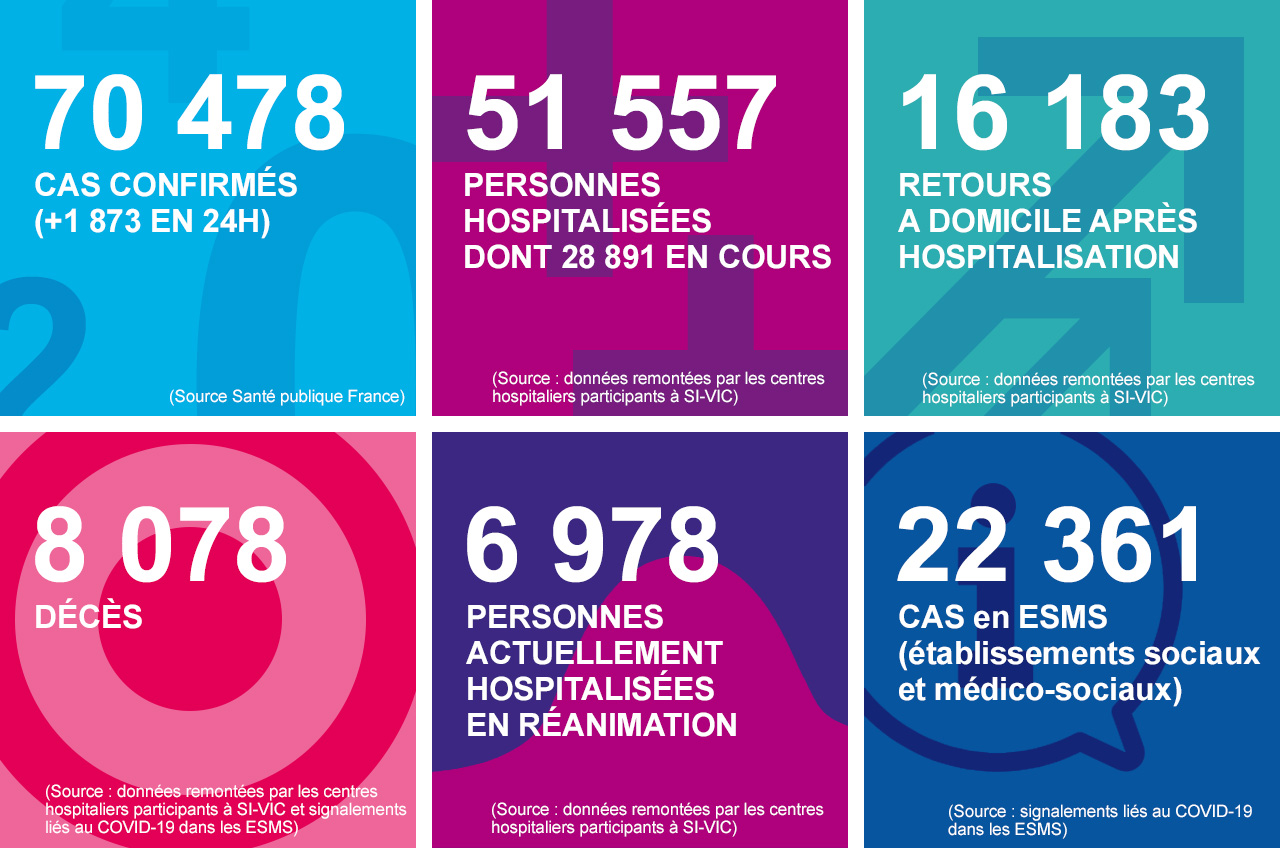 70 478
CAS CONFIRMÉS
(+1 873 EN 24H)
(Source Santé publique France)
51 557
PERSONNES
HOSPITALISÉES
DONT 28 891 EN COURS
(Source : données remontées par les centres
hospitaliers participants à SI-VIC)
16 183
RETOURS
A DOMICILE APRÈS
HOSPITALISATION
(Source : données remontées par les centres
hospitaliers participants à SI-VIC)
8 078
DÉCÈS
(Source : données remontées par les centres
hospitaliers participants à SI-VIC et signalements
liés au COVID-19 dans les ESMS)
6 978
PERSONNES
ACTUELLEMENT
HOSPITALISÉES
EN RÉANIMATION
(Source : données remontées par les centres
hospitaliers participants à SI-VIC)
22 361
CAS en ESMS
(établissements sociaux
et médico-sociaux)
(Source : signalements liés au COVID-19
dans les ESMS)